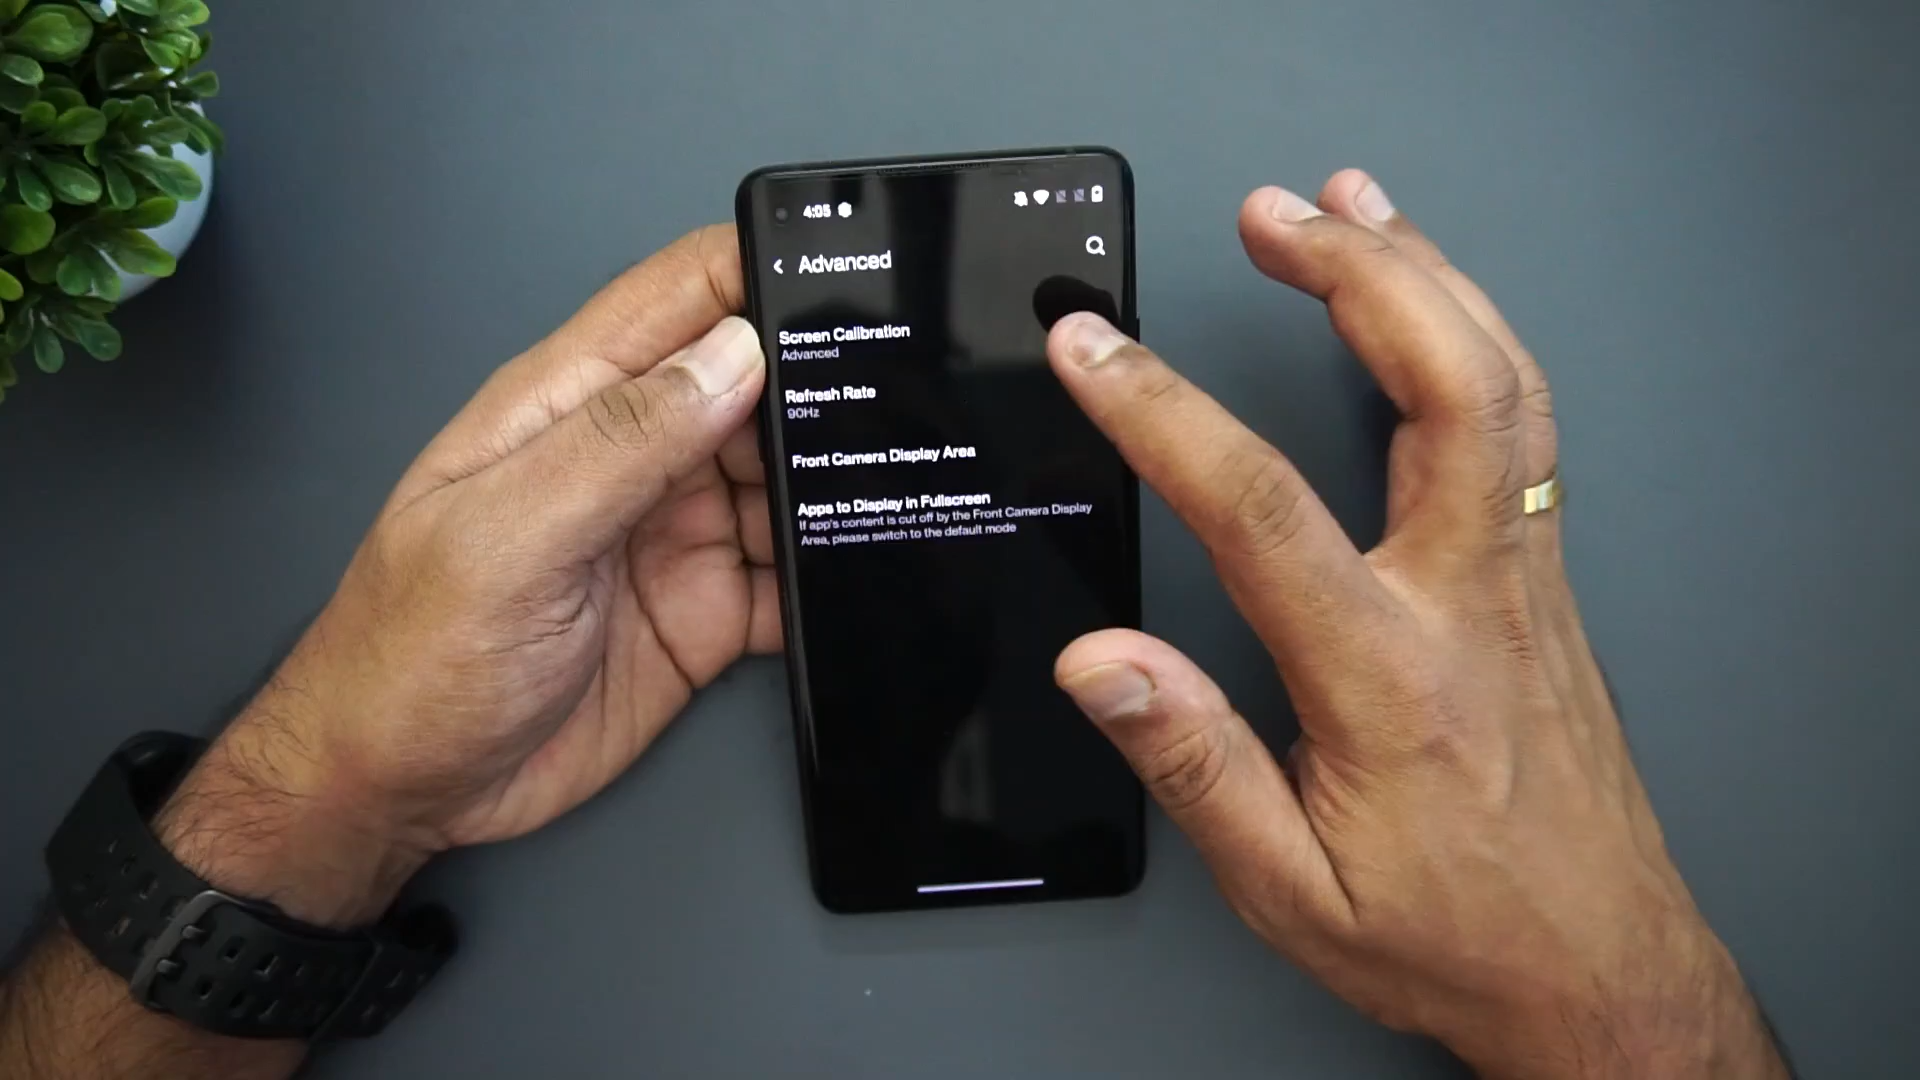 4:05
Advanced
Screen Calibration
Advanced
Refresh Rate
90Hz
Front Camera Display Area
Apps to Display in Fullscreen
If app's content is cut off by the Front Camera Display
Area, please switch to the default mode